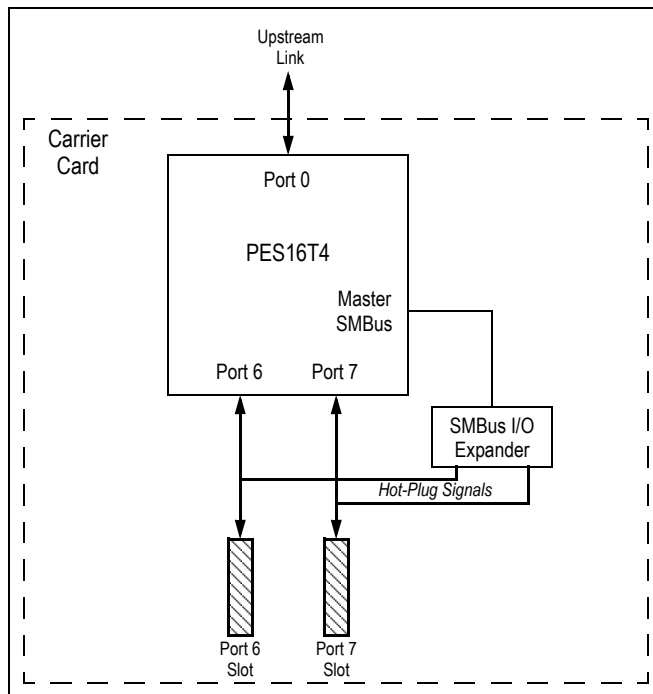 Upstream
Link
Carrier
Card
Port 0
PES16T4
Master
SMBus
Port 6
Port 7
SMBus I/O
Expander
Hot-Plug Signals
Port 6
Slot
Port 7
Slot